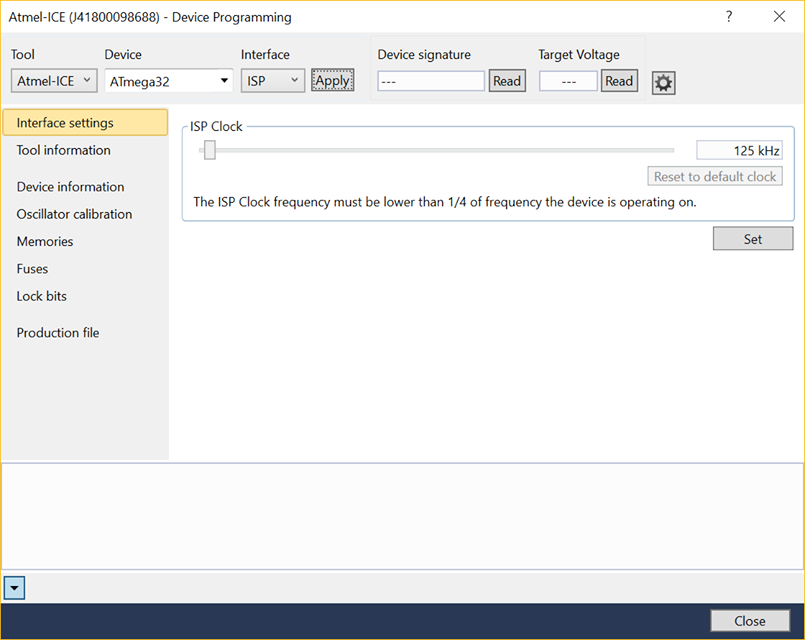 Atmel-ICE (J41800098688) - Device Programming
?
Tool Device Interface Device signature Target Voltage
Atmel-ICE ATmega32 ISP Apply --- Read --- Read
Interface settings
Tool information
Device information
Oscillator calibration
Memories
Fuses
Lock bits
Production file
ISP Clock
125 kHz
Reset to default clock
The ISP Clock frequency must be lower than 1/4 of frequency the device is operating on.
Set
Close